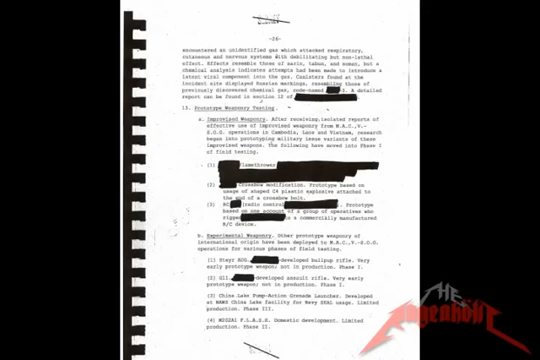 -20-
encountered an unidentified gas which attacked respiratory,
cutaneous and nervous systems with debilitating but non-lethal
effect. Effects resemble those of sarin, tabun, and soman, but a
chemical analysis indicates attempts had been made to introduce a
latent viral component into the gas. Canisters found at the
incident site displayed Russian markings, resembling those of
previously discovered chemical gas, code-named 3. A detailed
report can be found in section 12 of
13. Prototype Weaponry Testing.
a. Improvised Weaponry. After receiving isolated reports of
effective use of improvised weaponry from M.A.C.V.-
S.O.G. operations in Cambodia, Laos and Vietnam, research
began into prototyping military issue variants of these
improvised weapons. The following have moved into Phase I
of field testing.
(1) Flamethrower
(2) Crossbow modification. Prototype based on
usage of shaped C4 plastic explosive attached to
the end of a crossbow bolt.
(3) RC (radio control . Prototype
based on one account of a group of operatives who
rigged a commercially manufactured
R/C device.
b. Experimental Weaponry. Other prototype weaponry of
international origin have been deployed to M.A.C.V.-S.O.G.
operations for various phases of field testing.
(1) Steyr AUG. -developed bullpup rifle. Very
early prototype weapon; not in production. Phase I.
(2) G11. -developed assault rifle. Very early
prototype weapon; not in production. Phase I.
(3) China Lake Pump-Action Grenade Launcher. Developed
at NAWS China Lake facility for Navy SEAL usage. Limited
production. Phase III.
(4) M202A1 F.L.A.S.H. Domestic development. Limited
production. Phase II.
THE
Ragenholt